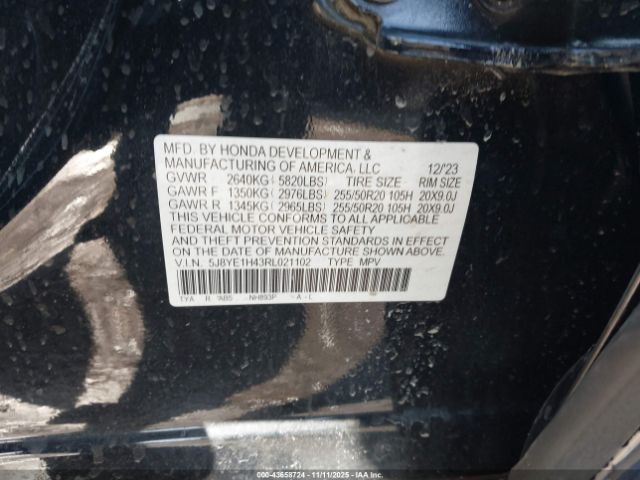 MFD. BY HONDA DEVELOPMENT &
MANUFACTURING OF AMERICA, LLC 12/'23
GVWR 2640KG (5820LBS) TIRE SIZE RIM SIZE
GAWR F 1350KG (2976LBS) 255/50R20 105H 20X9.0J
GAWR R 1345KG (2965LBS) 255/50R20 105H 20X9.0J
THIS VEHICLE CONFORMS TO ALL APPLICABLE
FEDERAL MOTOR VEHICLE SAFETY
AND THEFT PREVENTION STANDARDS IN EFFECT
ON THE DATE OF MANUFACTURE SHOWN ABOVE.
V.I.N. 5J8YE1H43RL021102 TYPE MPV
R NH893P -A -L
000-43658724 - 11/11/2025 - IAAI.COM